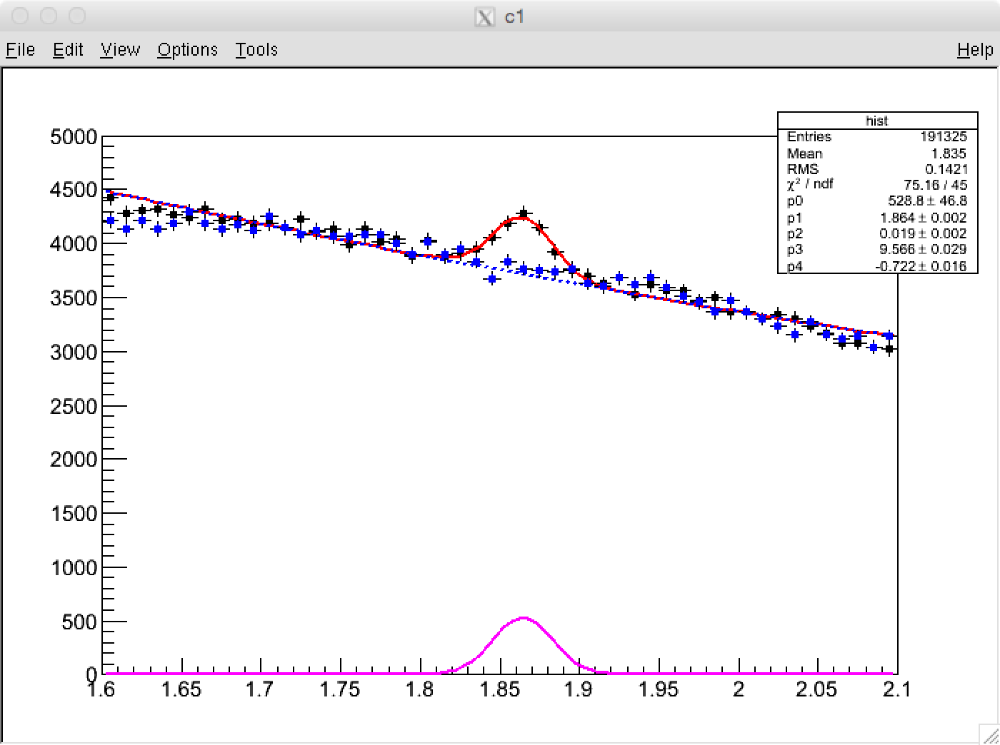 c1
File Edit View Options Tools Help
hist
Entries 191325
Mean 1.835
RMS 0.1421
χ² / ndf 75.16 / 45
p0 528.8 ± 46.8
p1 1.864 ± 0.002
p2 0.019 ± 0.002
p3 9.566 ± 0.029
p4 -0.722 ± 0.016
5000
4500
4000
3500
3000
2500
2000
1500
1000
500
0
1.6 1.65 1.7 1.75 1.8 1.85 1.9 1.95 2 2.05 2.1